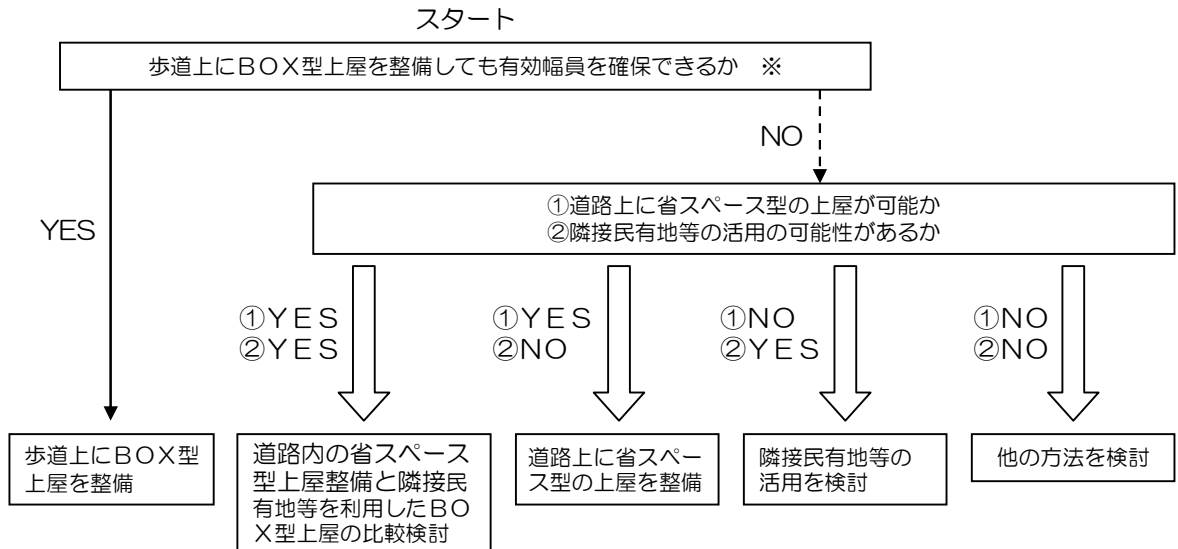 スタート
歩道上にBOX型上屋を整備しても有効幅員を確保できるか ※
NO
YES
①道路上に省スペース型の上屋が可能か
②隣接民有地等の活用の可能性があるか
①YES
②YES
①YES
②NO
①NO
②YES
①NO
②NO
歩道上にBOX型
上屋を整備
道路内の省スペース
型上屋整備と隣接民
有地等を利用したBO
X型上屋の比較検討
道路上に省スペー
ス型の上屋を整備
隣接民有地等の
活用を検討
他の方法を検討